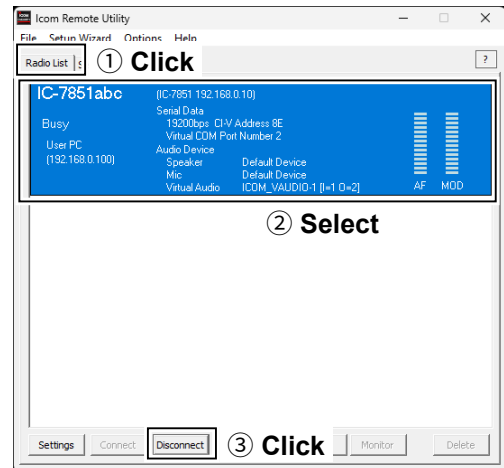 Icom Remote Utility
File Setup Wizard Options Help
Radio List
① Click
?
IC-7851abc (IC-7851 192.168.0.10)
Serial Data
Busy 19200bps CI-V Address 8E
Virtual COM Port Number 2
User PC Audio Device
(192.168.0.100) Speaker Default Device
Mic Default Device
Virtual Audio ICOM_VAUDIO-1 [I=1 O=2] AF MOD
② Select
Settings Connect Disconnect ③ Click Monitor Delete